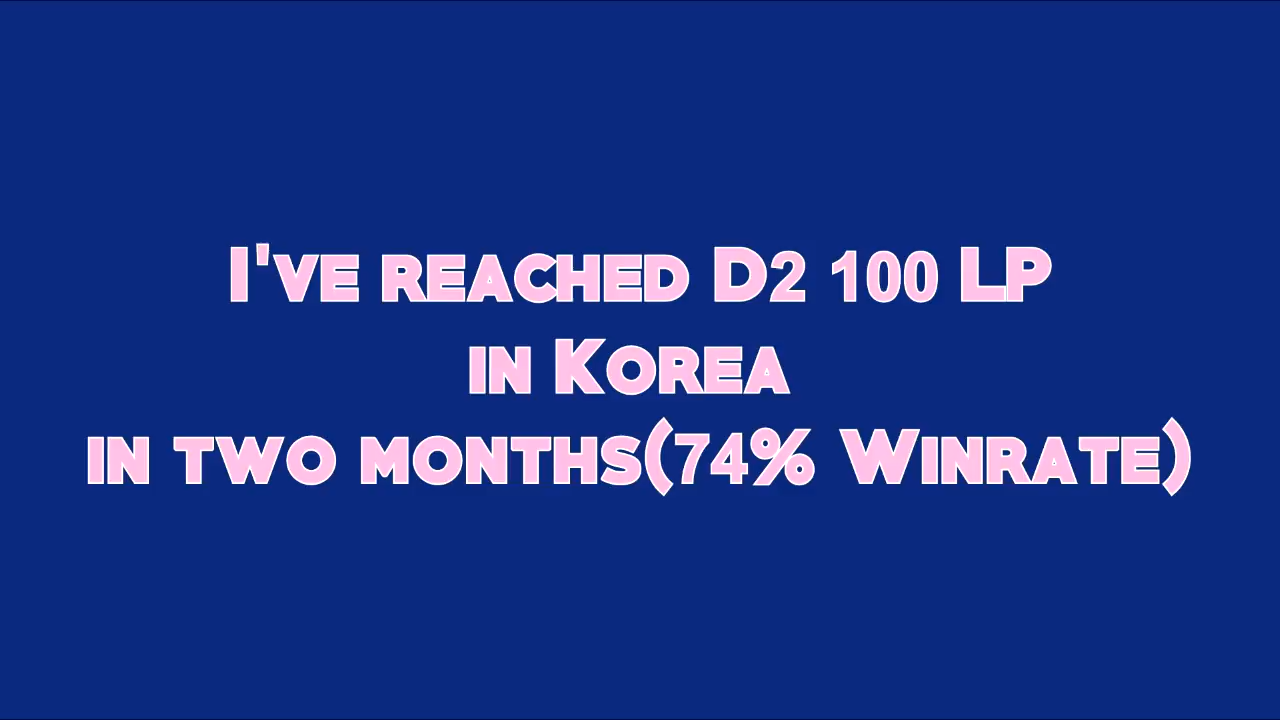 I'VE REACHED D2 100 LP
IN KOREA
IN TWO MONTHS(74% WINRATE)